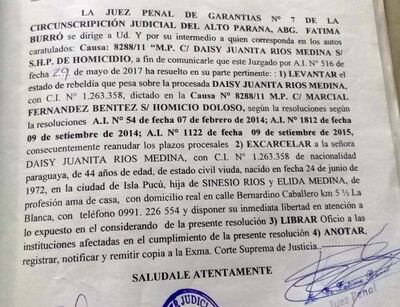 LA JUEZ PENAL DE GARANTIAS Nº 7 DE LA
CIRCUNSCRIPICIÓN JUDICIAL DEL ALTO PARANA, ABG. FATIMA
BURRÓ se dirige a Ud. Y por su intermedio a quien corresponda en los autos
caratulados: Causa: 8288/11 "M.P. C/ DAISY JUANITA RIOS MEDINA S/
S.H.P. DE HOMICIDIO, a fin de comunicarle que este Juzgado por A.I. Nº 516 de
fecha 29 de mayo de 2017 ha resuelto en su parte pertinente: : 1) LEVANTAR el
estado de rebeldía que pesa sobre la procesada DAISY JUANITA RIOS MEDINA,
con C.I. Nº 1.263.358, dictado en la Causa Nº 8288/11 M.P. C/ MARCIAL
FERNANDEZ BENITEZ S/ HOMICIO DOLOSO, según la resoluciones según
la resoluciones A.I. Nº 54 de fecha 07 de febrero de 2014; A.I. Nº 1812 de fecha
09 de setiembre de 2014; A.I. Nº 1122 de fecha 09 de setiembre de 2015,
consecuentemente reanudar los plazos procesales 2) EXCARCELAR a la señora
DAISY JUANITA RIOS MEDINA, con C.I. Nº 1.263.358 de nacionalidad
paraguaya, de 44 años de edad, de estado civil viuda, nacido en fecha 24 de junio de
1972, en la ciudad de Isla Pucú, hija de SINESIO RIOS y ELIDA MEDINA, de
profesión ama de casa, con domicilio real en calle Bernardino Caballero km 5 ½ La
Blanca, con teléfono 0991. 226 554 y disponer su inmediata libertad en atención a
lo expuesto en el considerando de la presente resolución 3) LIBRAR Oficio a las
instituciones afectadas en el cumplimiento de la presente resolución 4) ANOTAR,
registrar, notificar y remitir copia a la Exma. Corte Suprema de Justicia..
SALUDALE ATENTAMENTE
Juez Penal